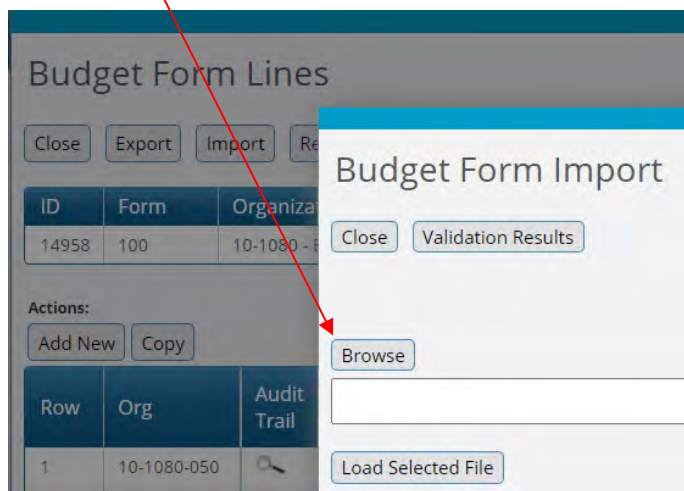 Budget Form Lines
Close Export Import Re
ID Form Organizat
14958 100 10-1080 -
Actions:
Add New Copy
Row Org Audit Trail
1 10-1080-050
Budget Form Import
Close Validation Results
Browse
Load Selected File